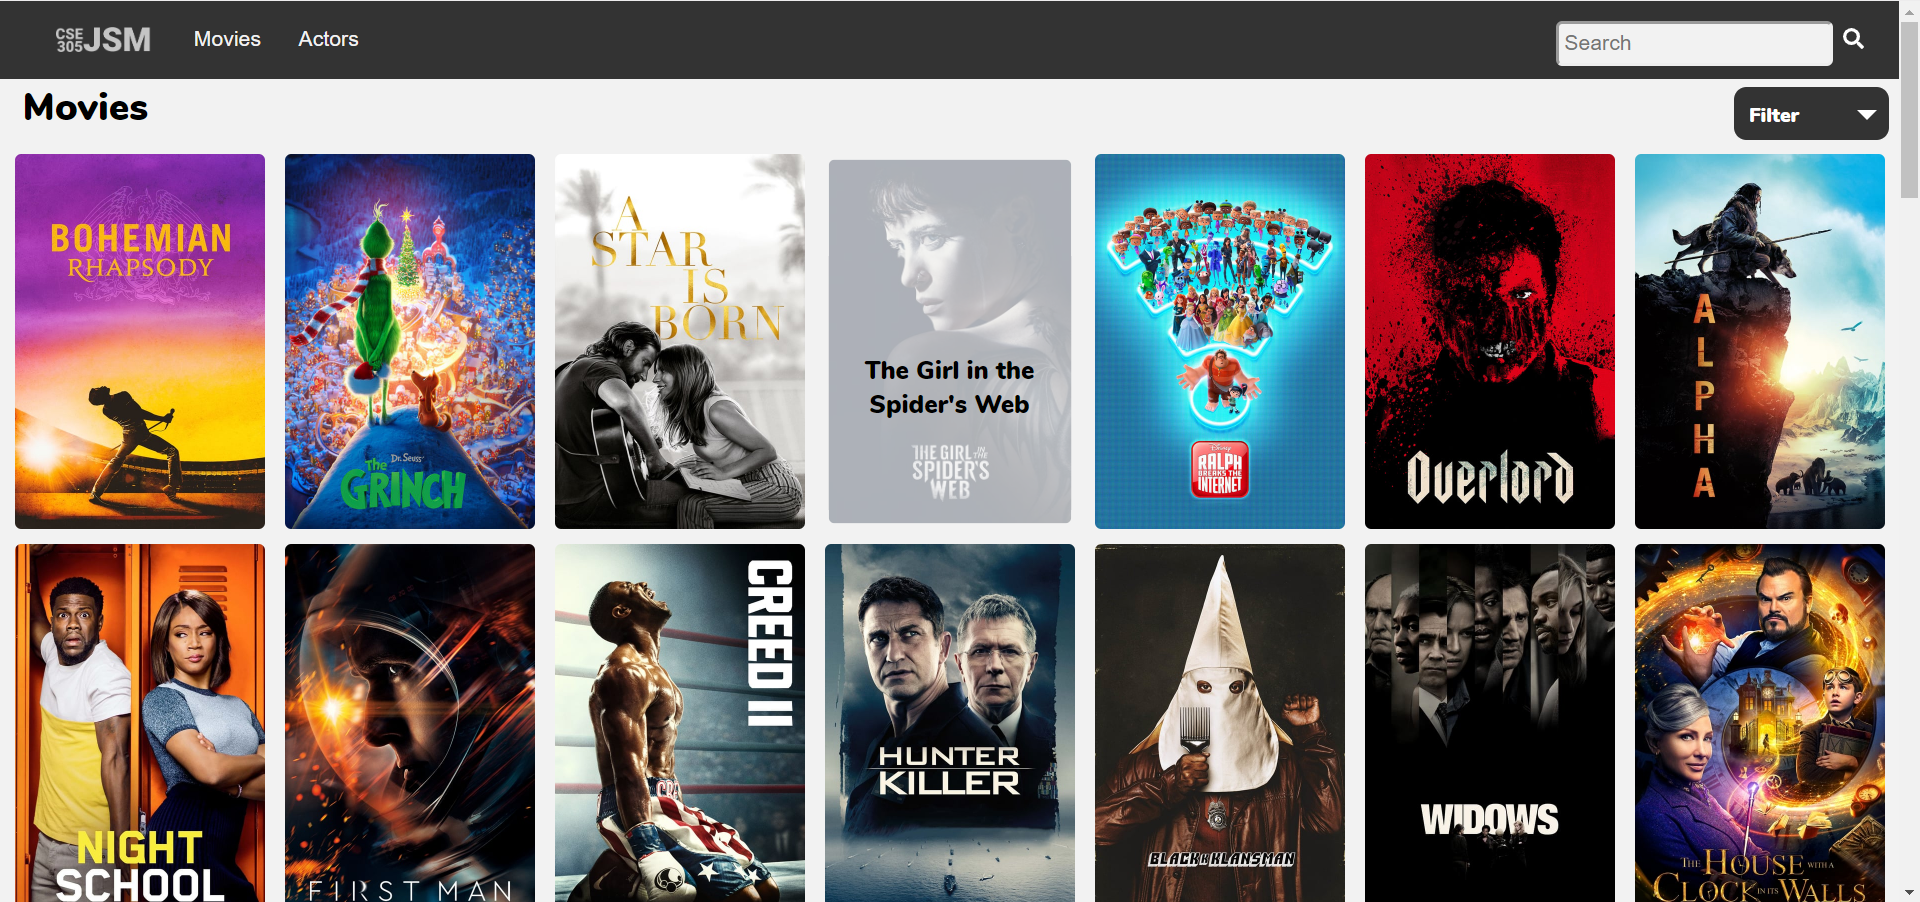 CSE
305
JSM
Movies
Actors
Search
Movies
Filter
BOHEMIAN
RHAPSODY
Dr. Seuss'
The
GRINCH
A
STAR
IS
BORN
The Girl in the
Spider's Web
THE GIRL IN THE
SPIDER'S
WEB
Disney
RALPH
BREAKS THE
INTERNET
Overlord
ALPHA
NIGHT
SCHOOL
FIRST MAN
CREED II
HUNTER
KILLER
BLACKKKLANSMAN
WIDOWS
THE HOUSE WITH A
CLOCK IN ITS WALLS